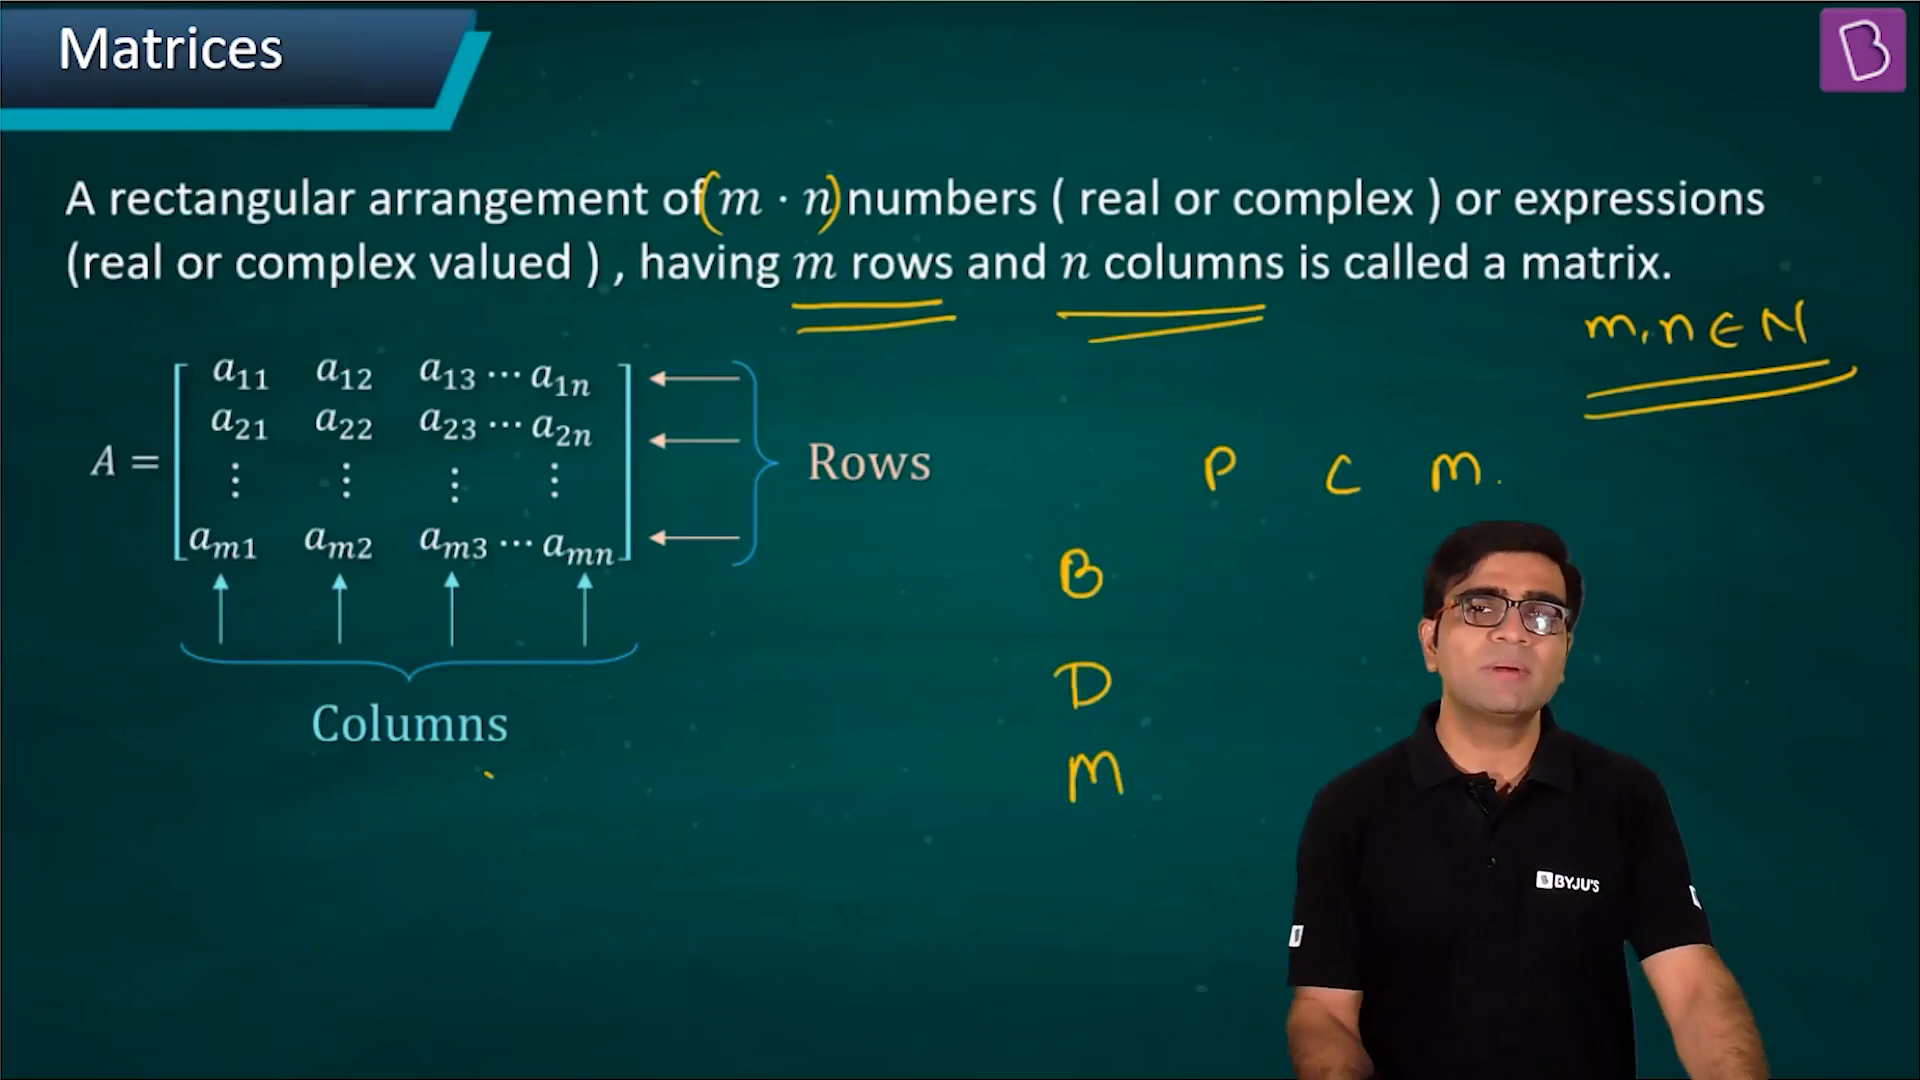 Matrices
A rectangular arrangement of (m · n) numbers ( real or complex ) or expressions
(real or complex valued ) , having m rows and n columns is called a matrix.
m, n ∈ N
a11 a12 a13 ⋯ a1n
a21 a22 a23 ⋯ a2n
A =
⋮ ⋮ ⋮ ⋮
am1 am2 am3 ⋯ amn
Rows
Columns
P C M.
B
D
M
BYJU'S